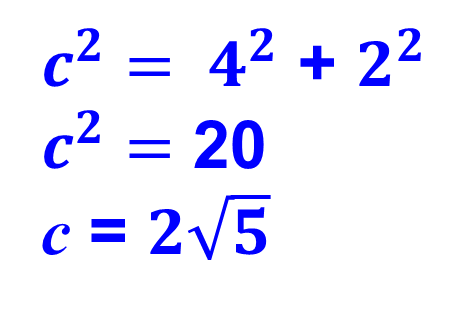 c² = 4² + 2²
c² = 20
c = 2√5